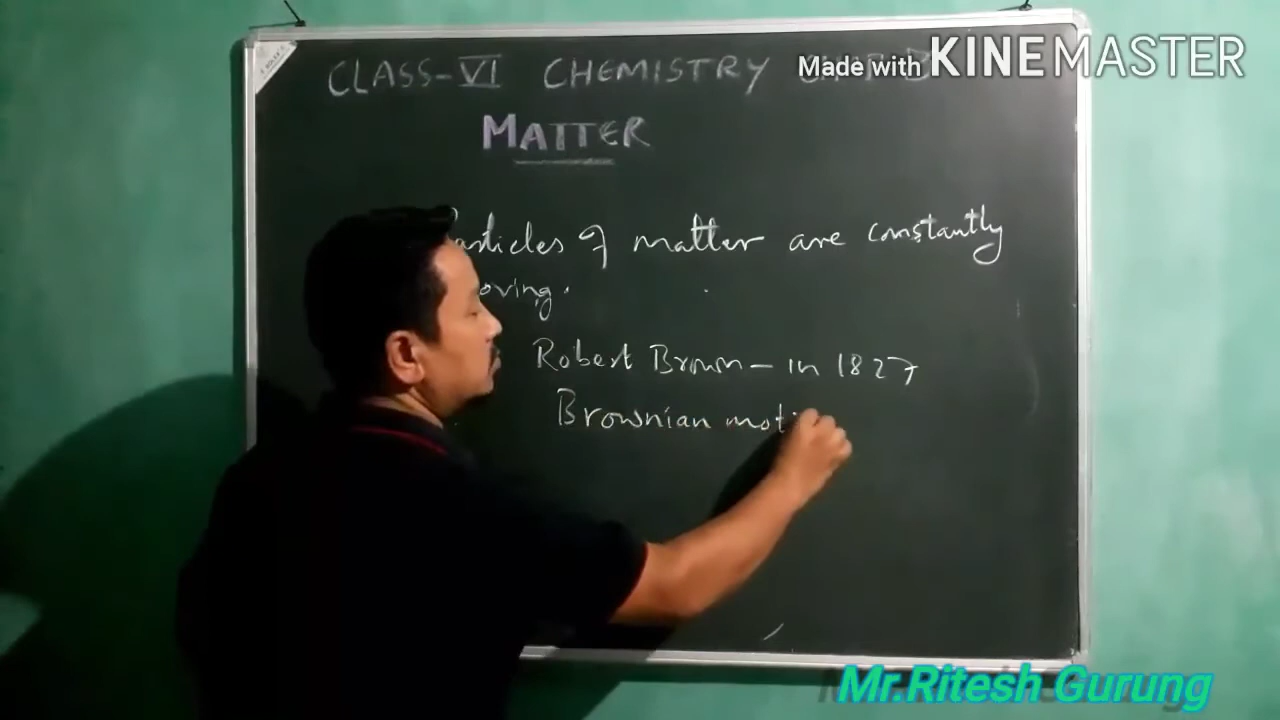 Made with KINEMASTER
CLASS-VI CHEMISTRY
MATTER
articles of matter are constantly
oving.
Robert Brown - in 1827
Brownian mot
Mr.Ritesh Gurung